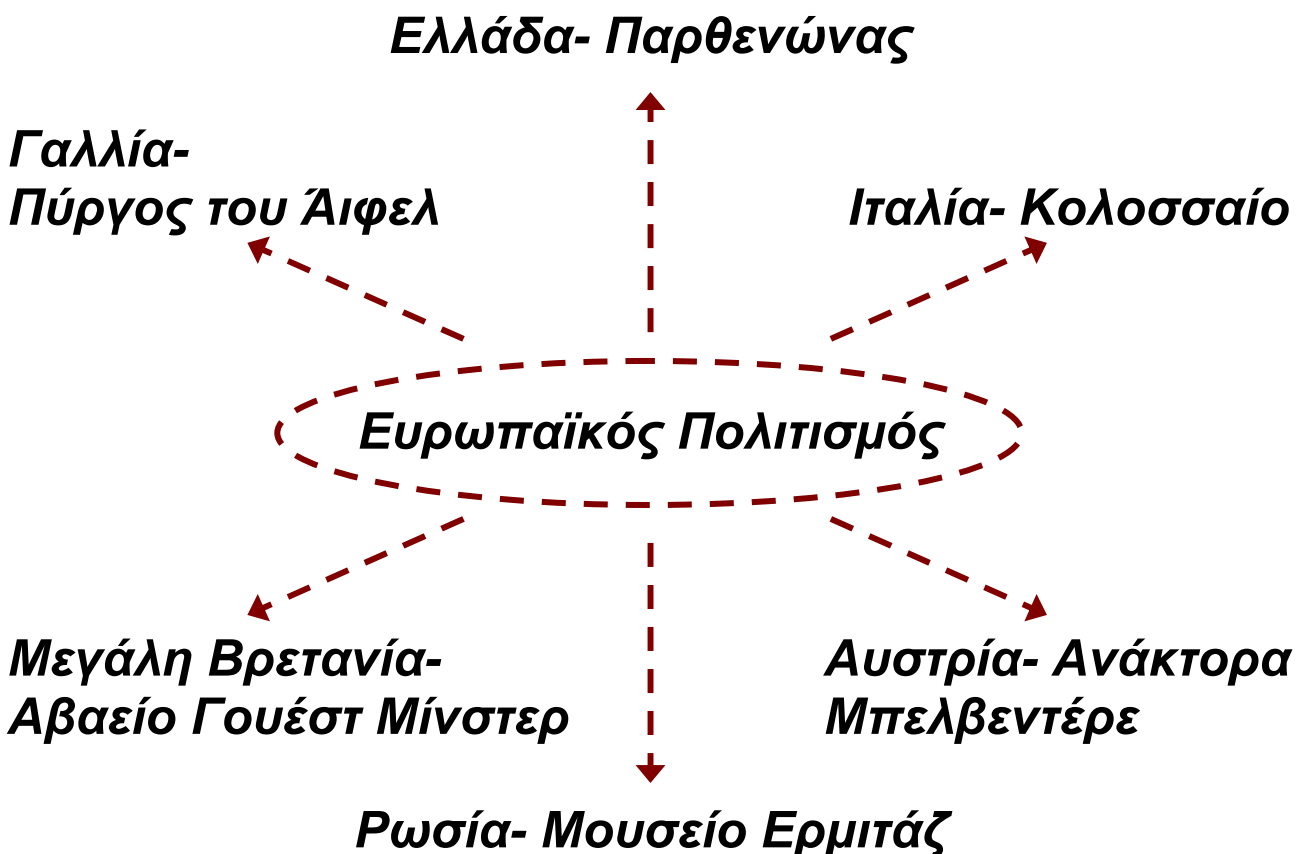 Ελλάδα- Παρθενώνας
Γαλλία-
Πύργος του Άιφελ
Ιταλία- Κολοσσαίο
Ευρωπαϊκός Πολιτισμός
Μεγάλη Βρετανία-
Αβαείο Γουέστ Μίνστερ
Αυστρία- Ανάκτορα
Μπελβεντέρε
Ρωσία- Μουσείο Ερμιτάζ